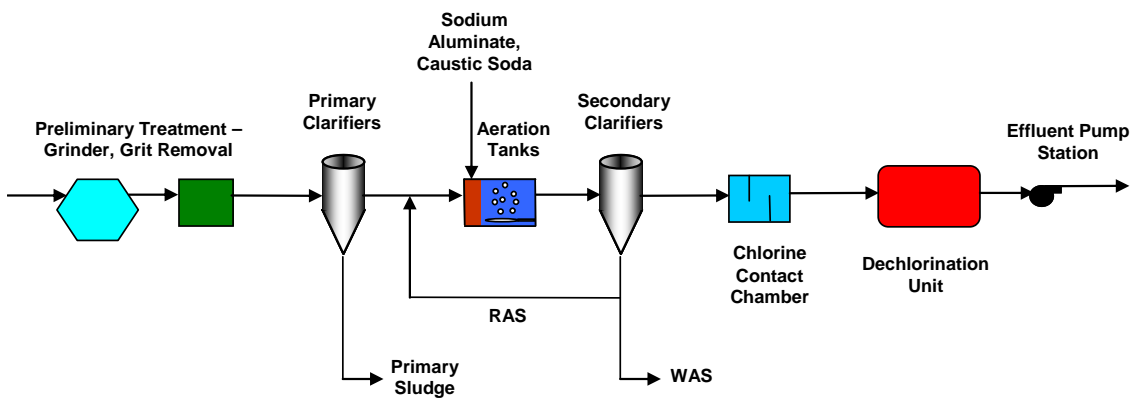 Sodium
Aluminate,
Caustic Soda
Preliminary Treatment –
Grinder, Grit Removal
Primary
Clarifiers
Aeration
Tanks
Secondary
Clarifiers
Effluent Pump
Station
Chlorine
Contact
Chamber
Dechlorination
Unit
RAS
Primary
Sludge
WAS